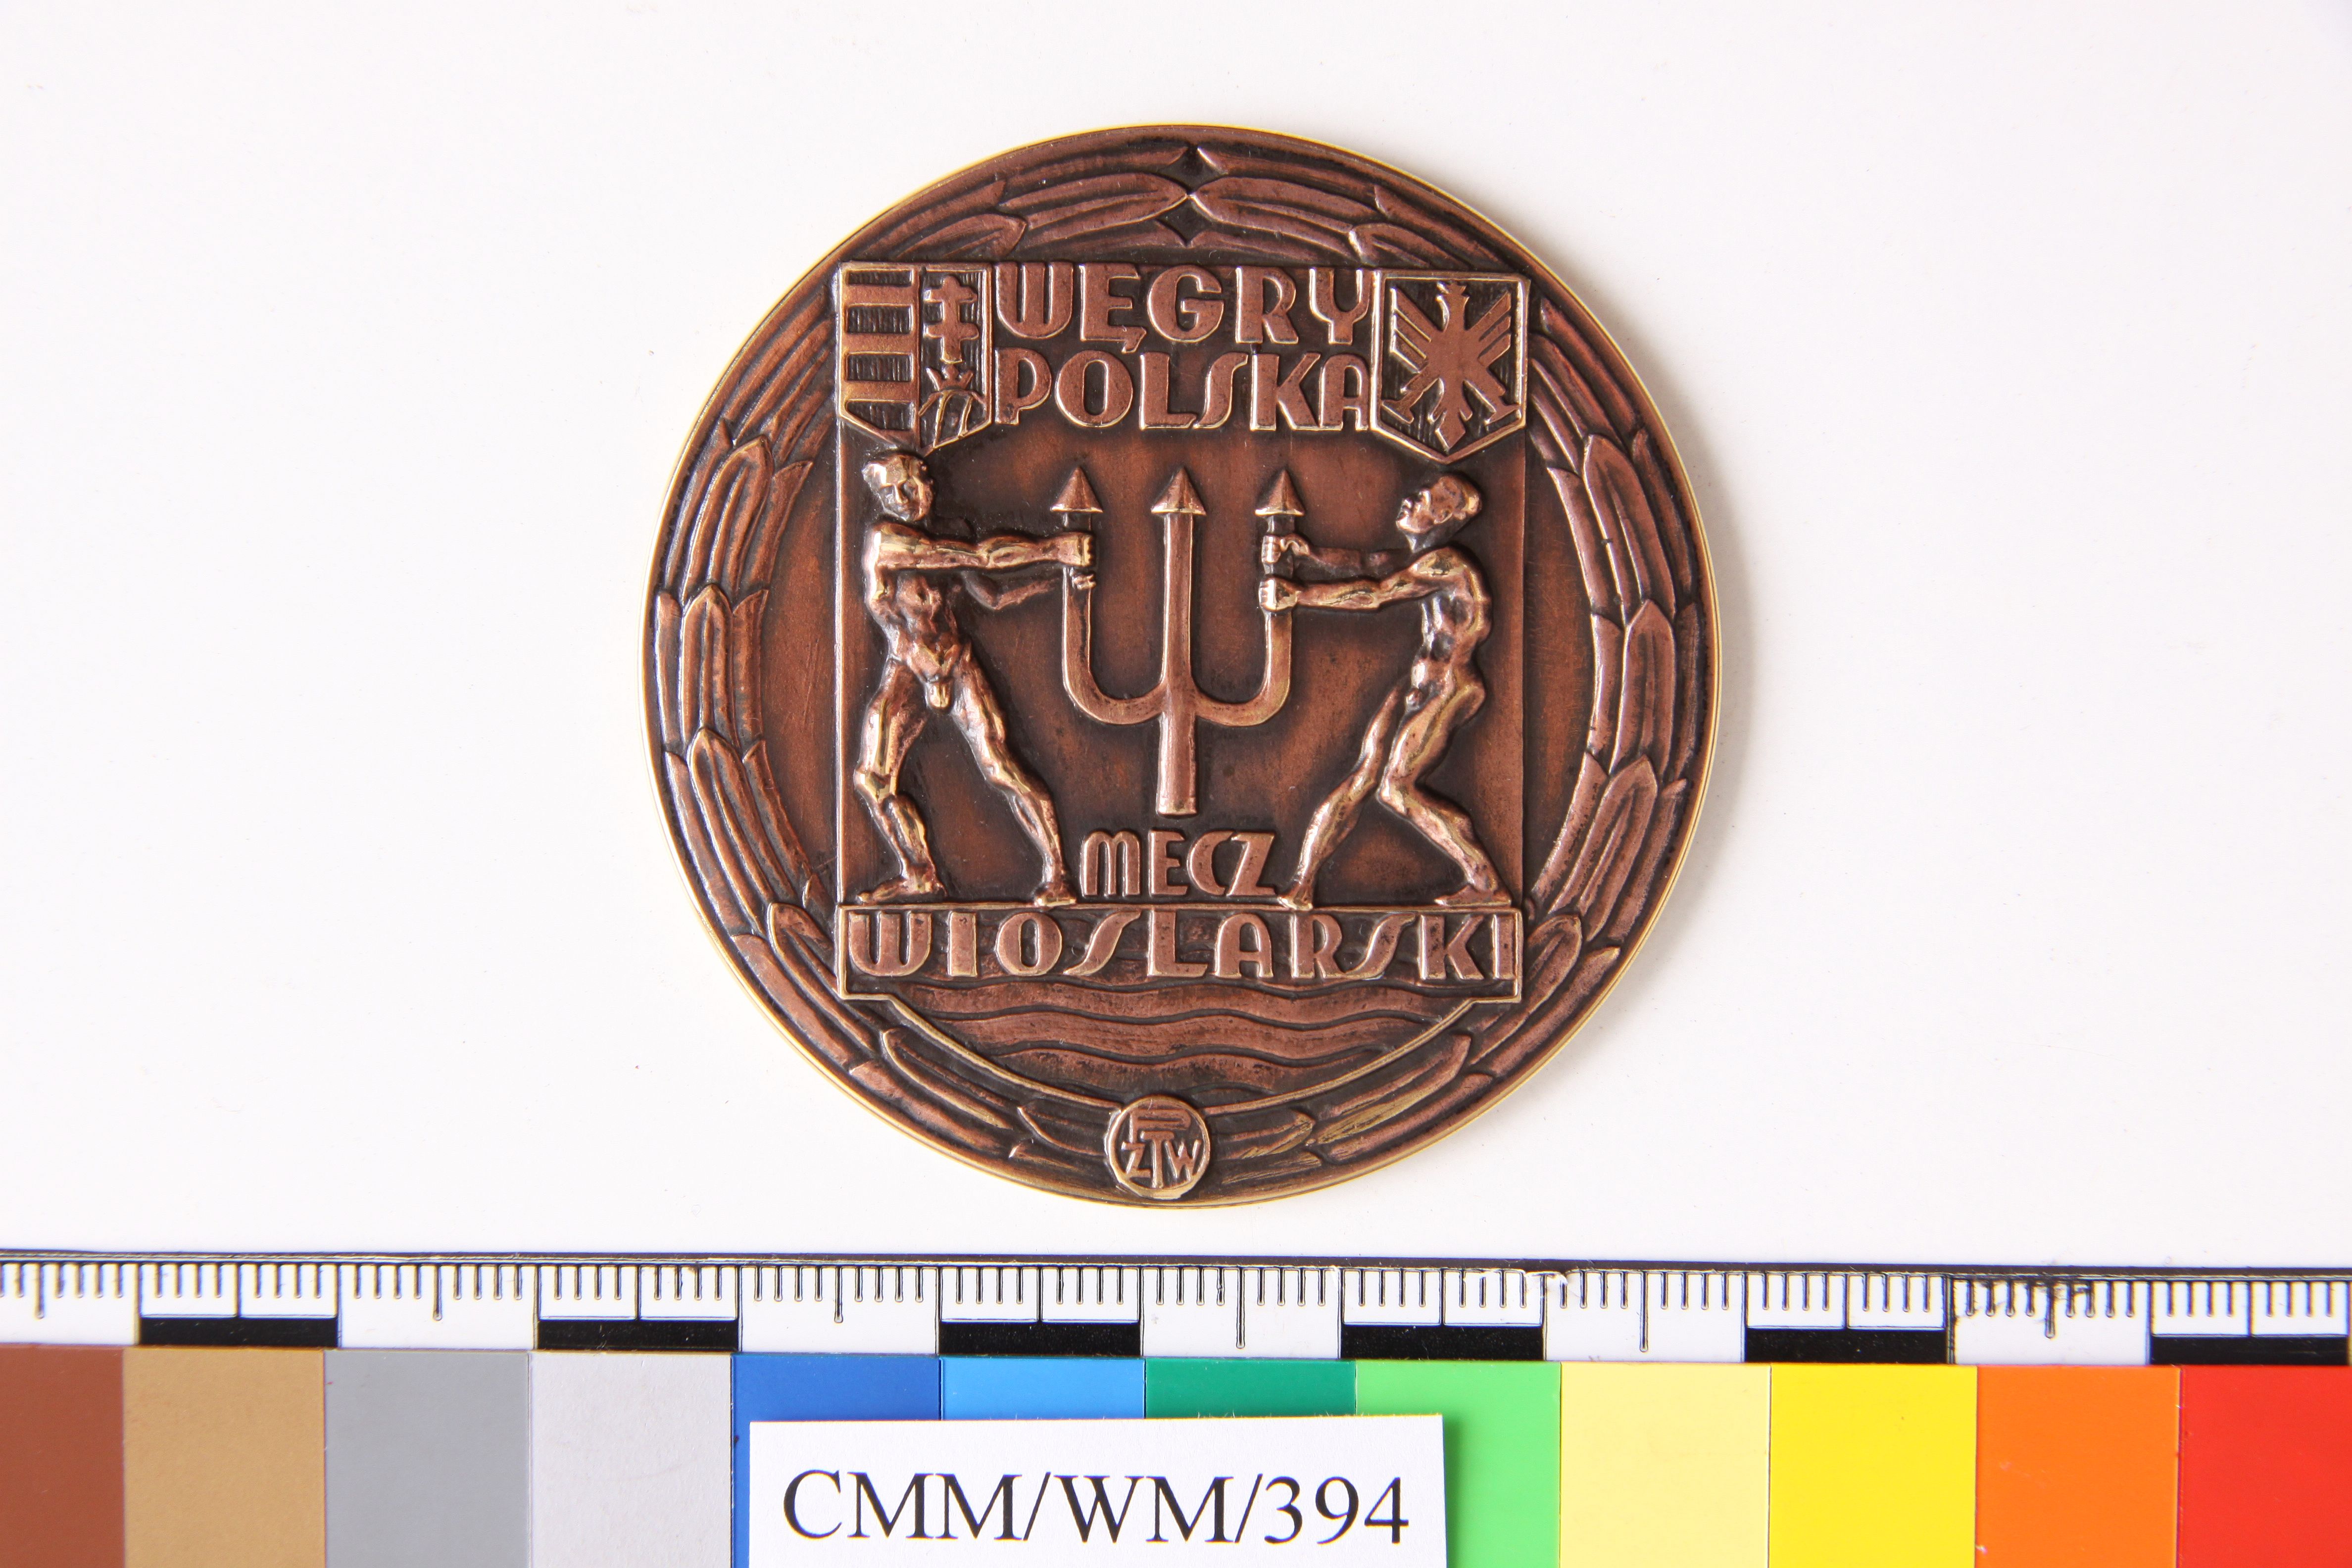 WĘGRY
POLSKA
MECZ
WIOSLARSKI
PZTW
CMM/WM/394